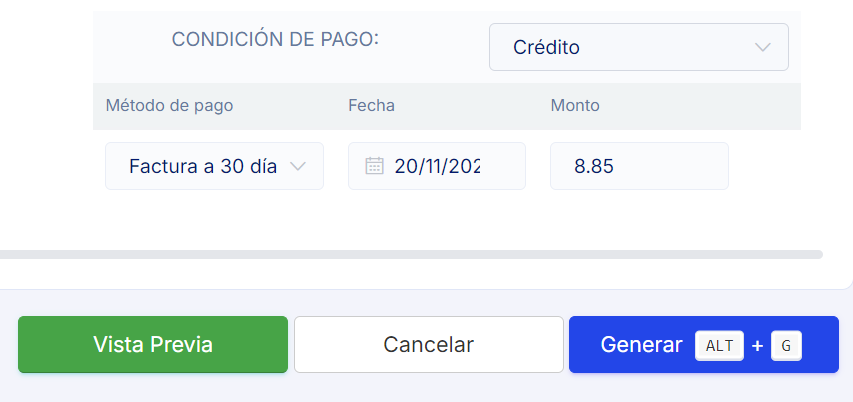 CONDICIÓN DE PAGO:
Crédito
Método de pago Fecha Monto
Factura a 30 día 20/11/202 8.85
Vista Previa Cancelar Generar ALT + G